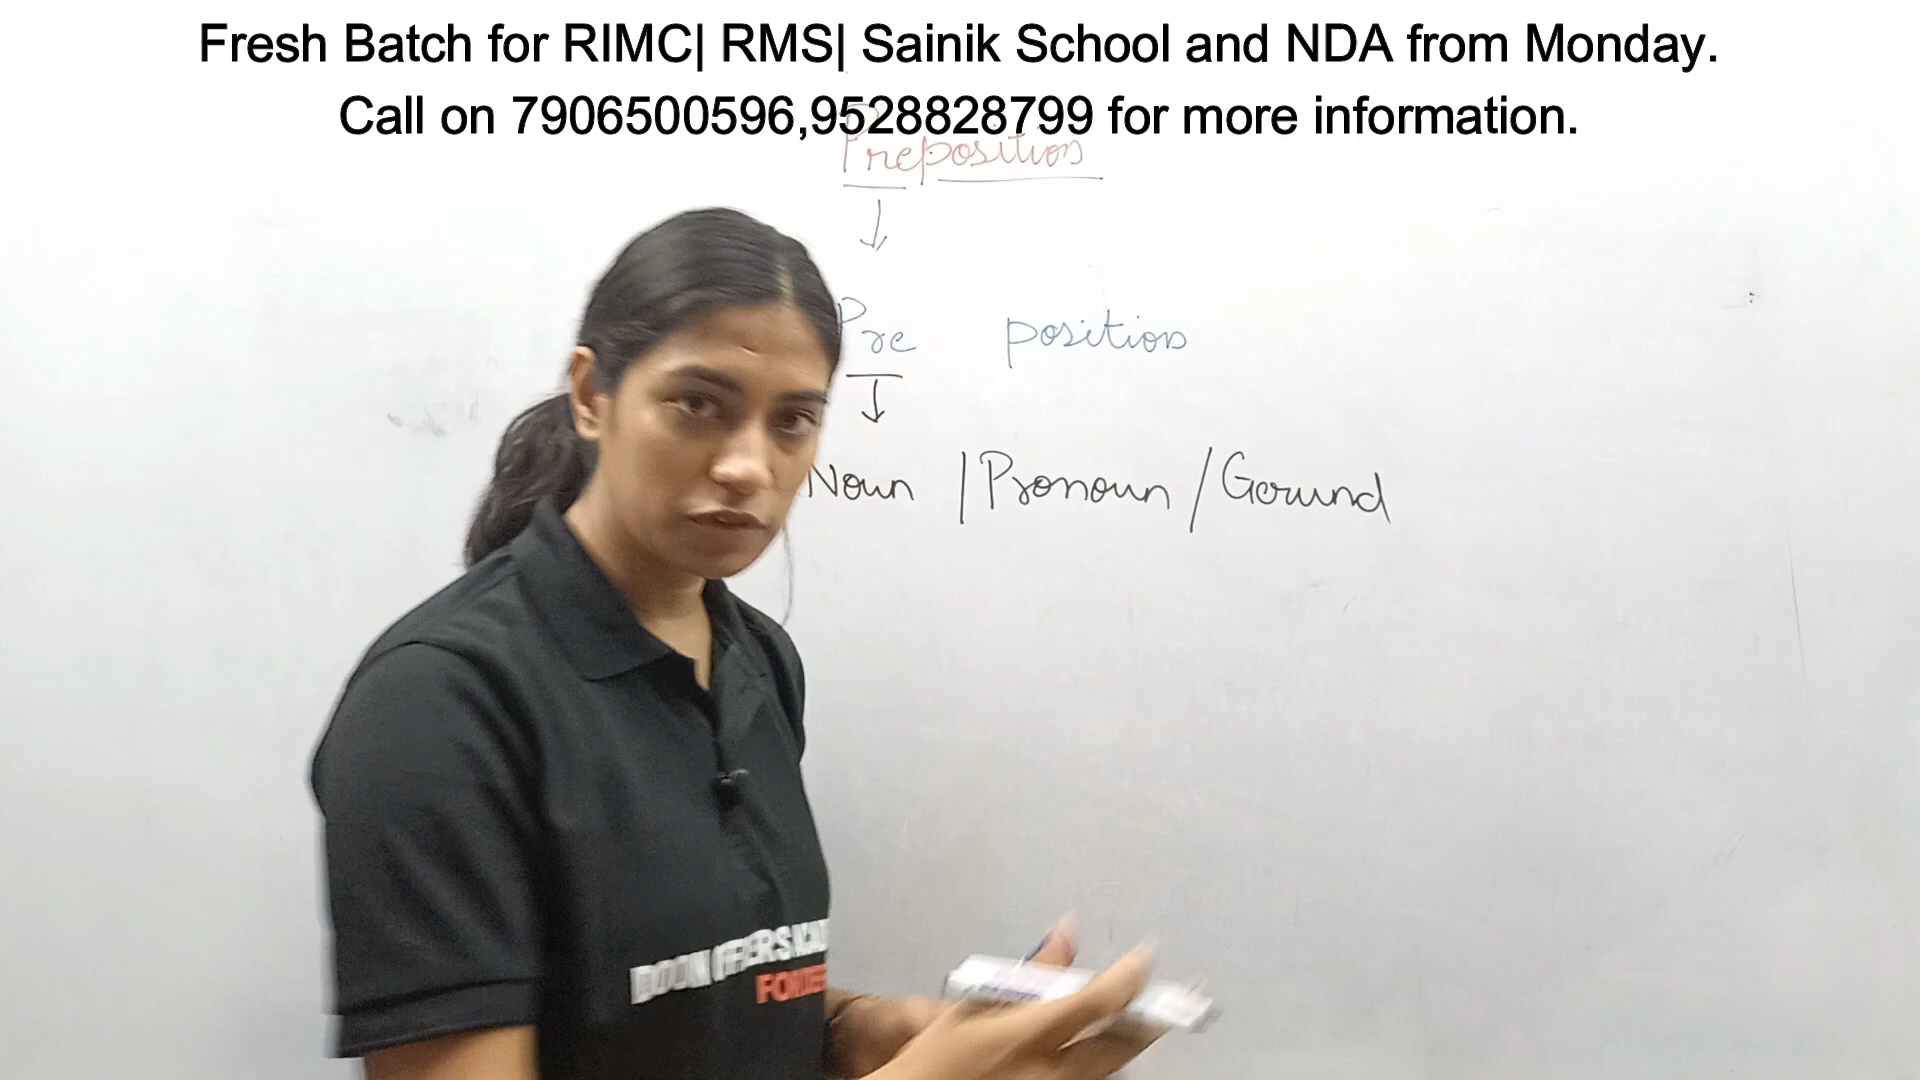 Fresh Batch for RIMC| RMS| Sainik School and NDA from Monday.
Call on 7906500596,9528828799 for more information.
Preposition
Pre position
Noun / Pronoun / Gerund
DOON